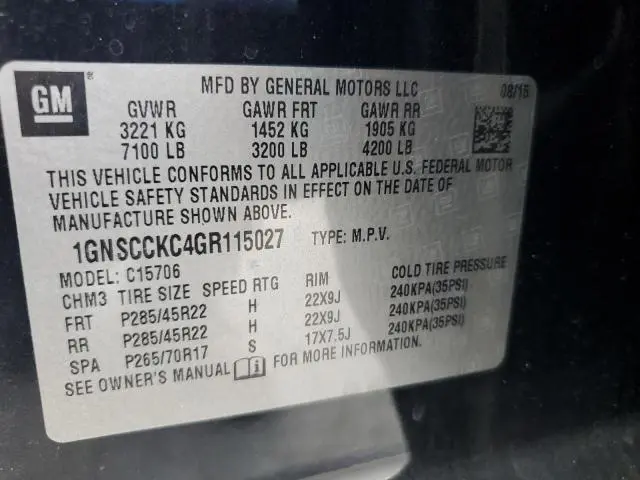 GM ®
MFD BY GENERAL MOTORS LLC 08/15
GVWR GAWR FRT GAWR RR
3221 KG 1452 KG 1905 KG
7100 LB 3200 LB 4200 LB
THIS VEHICLE CONFORMS TO ALL APPLICABLE U.S. FEDERAL MOTOR
VEHICLE SAFETY STANDARDS IN EFFECT ON THE DATE OF
MANUFACTURE SHOWN ABOVE.
1GNSCCKC4GR115027 TYPE: M.P.V.
MODEL: C15706
CHM3 TIRE SIZE SPEED RTG RIM COLD TIRE PRESSURE
FRT P285/45R22 H 22X9J 240KPA(35PSI)
RR P285/45R22 H 22X9J 240KPA(35PSI)
SPA P265/70R17 S 17X7.5J 240KPA(35PSI)
SEE OWNER'S MANUAL FOR MORE INFORMATION.